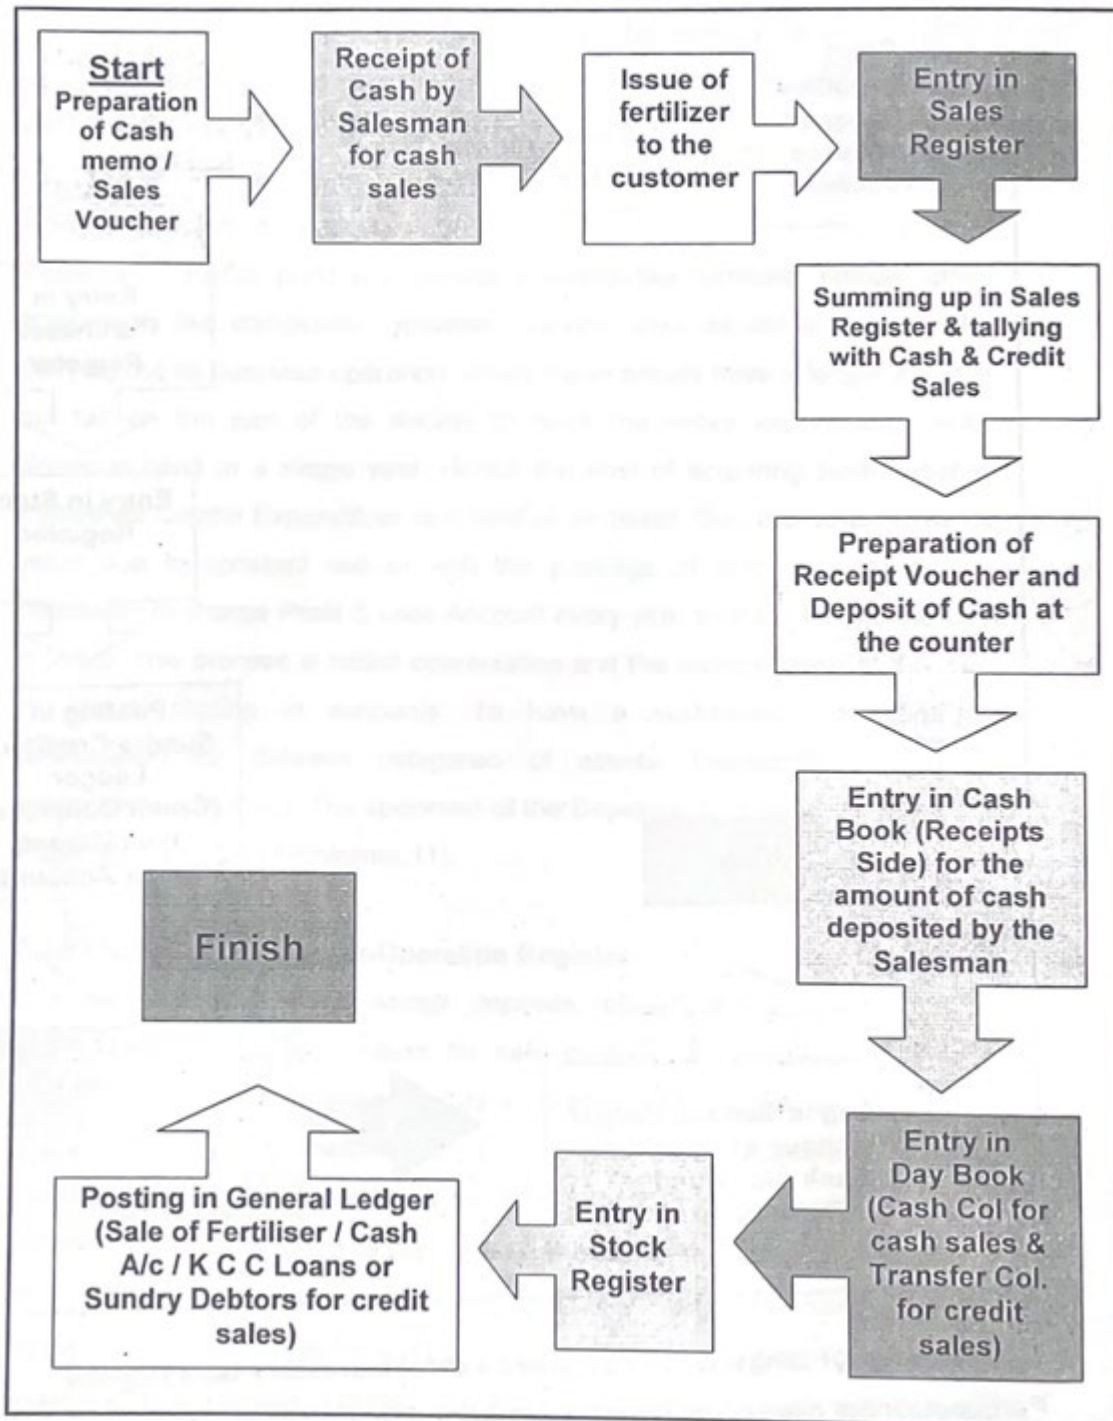 Start
Preparation
of Cash
memo /
Sales
Voucher
Receipt of
Cash by
Salesman
for cash
sales
Issue of
fertilizer
to the
customer
Entry in
Sales
Register
Summing up in Sales
Register & tallying
with Cash & Credit
Sales
Preparation of
Receipt Voucher and
Deposit of Cash at
the counter
Entry in Cash
Book (Receipts
Side) for the
amount of cash
deposited by the
Salesman
Entry in
Day Book
(Cash Col for
cash sales &
Transfer Col.
for credit
sales)
Entry in
Stock
Register
Posting in General Ledger
(Sale of Fertiliser / Cash
A/c / K C C Loans or
Sundry Debtors for credit
sales)
Finish